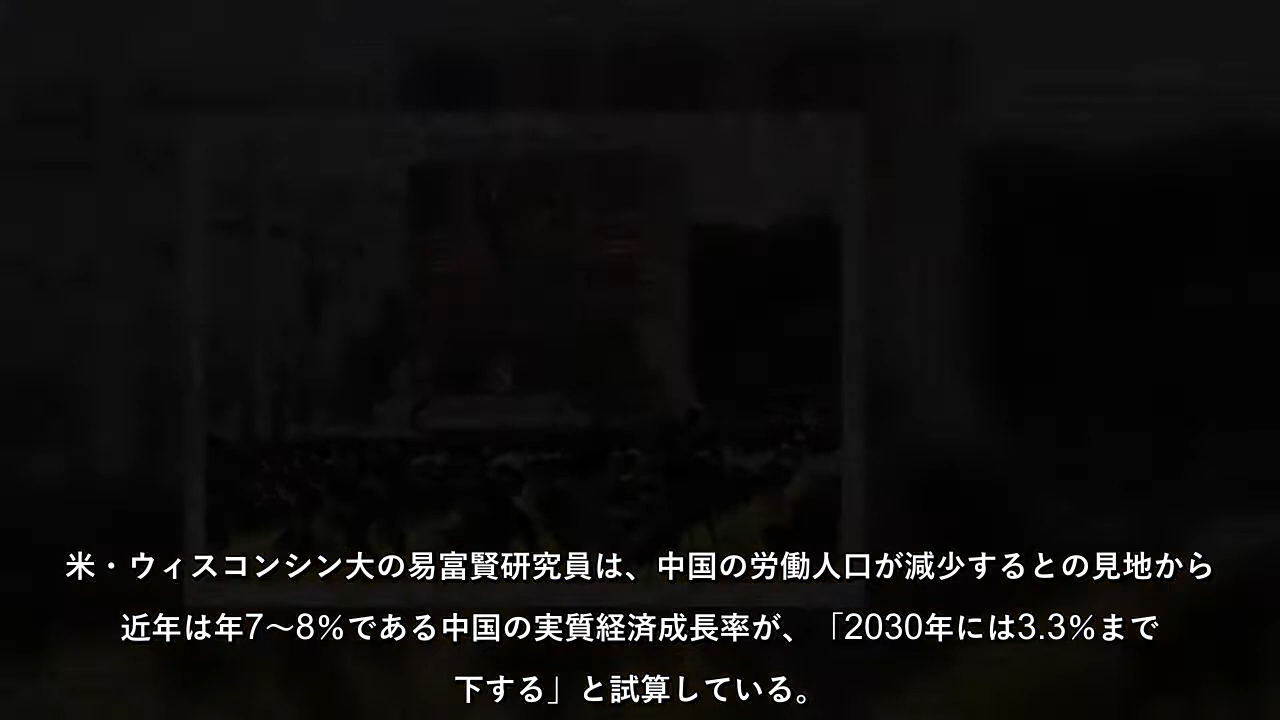 米・ウィスコンシン大の易富賢研究員は、中国の労働人口が減少するとの見地から
近年は年7～8%である中国の実質経済成長率が、「2030年には3.3%まで
下する」と試算している。